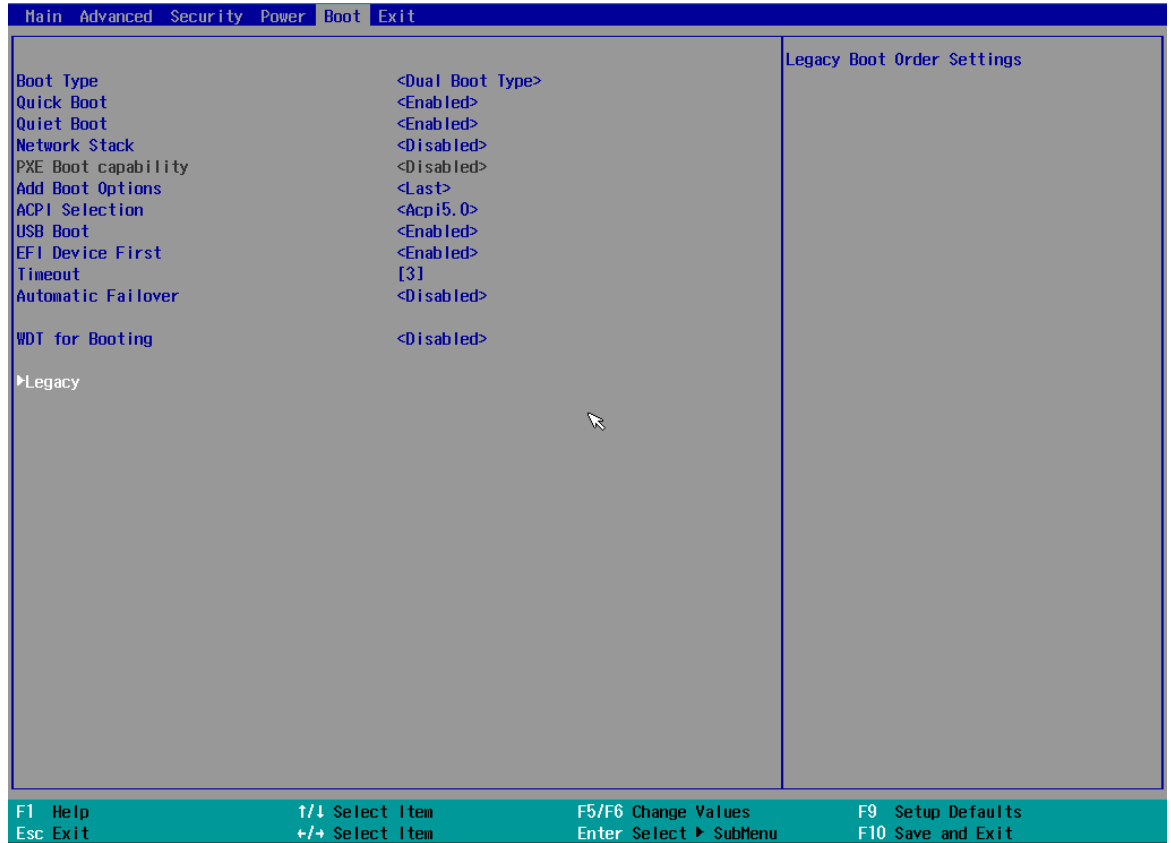 Main Advanced Security Power Boot Exit
Legacy Boot Order Settings
Boot Type <Dual Boot Type>
Quick Boot <Enabled>
Quiet Boot <Enabled>
Network Stack <Disabled>
PXE Boot capability <Disabled>
Add Boot Options <Last>
ACPI Selection <Acpi5.0>
USB Boot <Enabled>
EFI Device First <Enabled>
Timeout [3]
Automatic Failover <Disabled>
WDT for Booting <Disabled>
▶Legacy
F1 Help ↑/↓ Select Item F5/F6 Change Values F9 Setup Defaults
Esc Exit ←/→ Select Item Enter Select ▶ SubMenu F10 Save and Exit